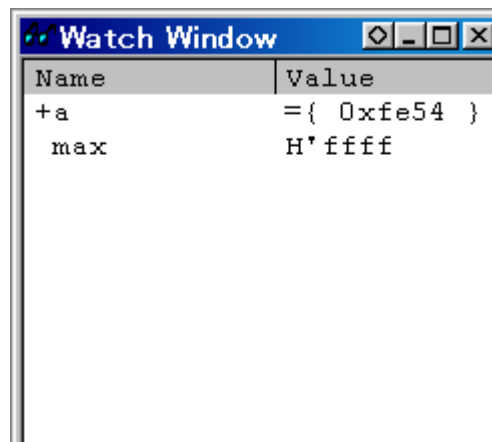 Watch Window
Name Value
+a ={ 0xfe54 }
max H'ffff